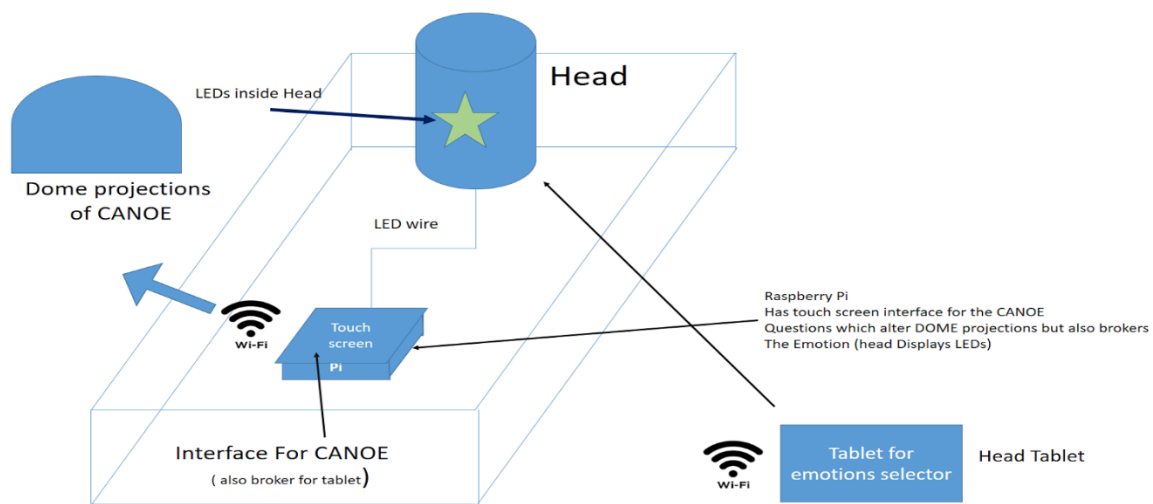 Head
LEDs inside Head
Dome projections
of CANOE
LED wire
Wi-Fi
Touch
screen
Pi
Raspberry Pi
Has touch screen interface for the CANOE
Questions which alter DOME projections but also brokers
The Emotion (head Displays LEDs)
Interface For CANOE
( also broker for tablet)
Wi-Fi
Tablet for
emotions selector
Head Tablet